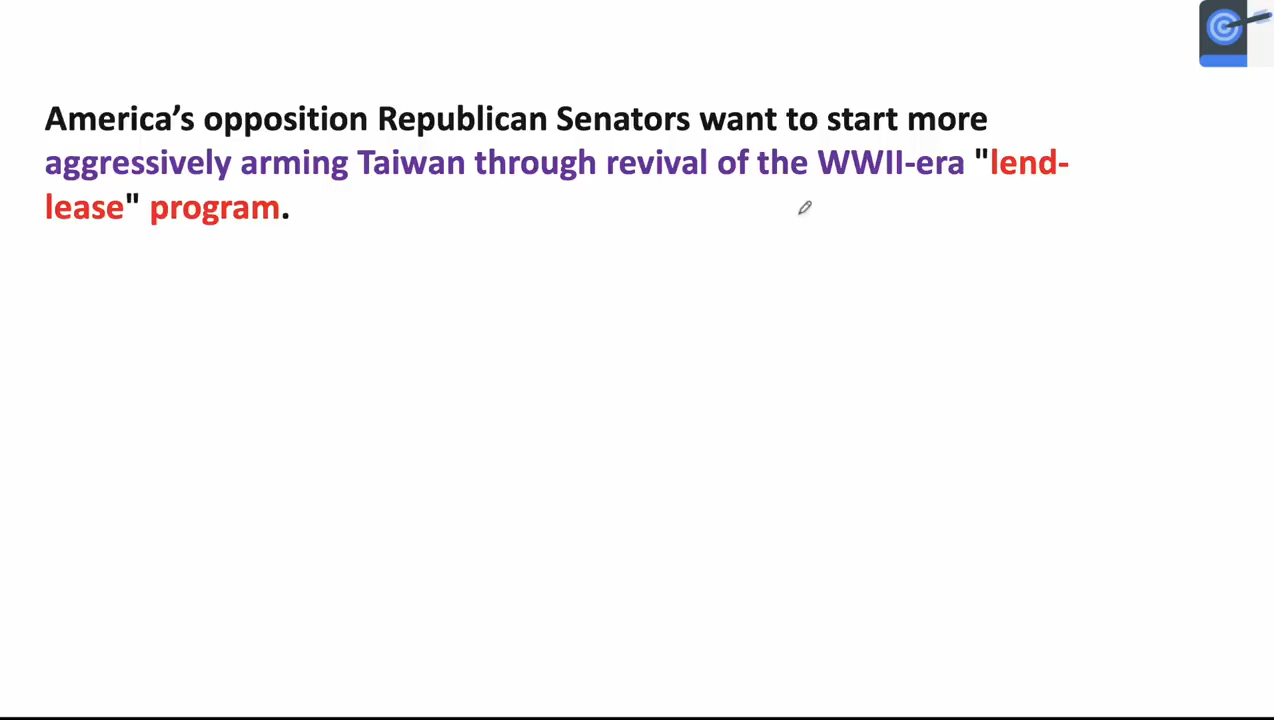 America’s opposition Republican Senators want to start more
aggressively arming Taiwan through revival of the WWII-era "lend-
lease" program.